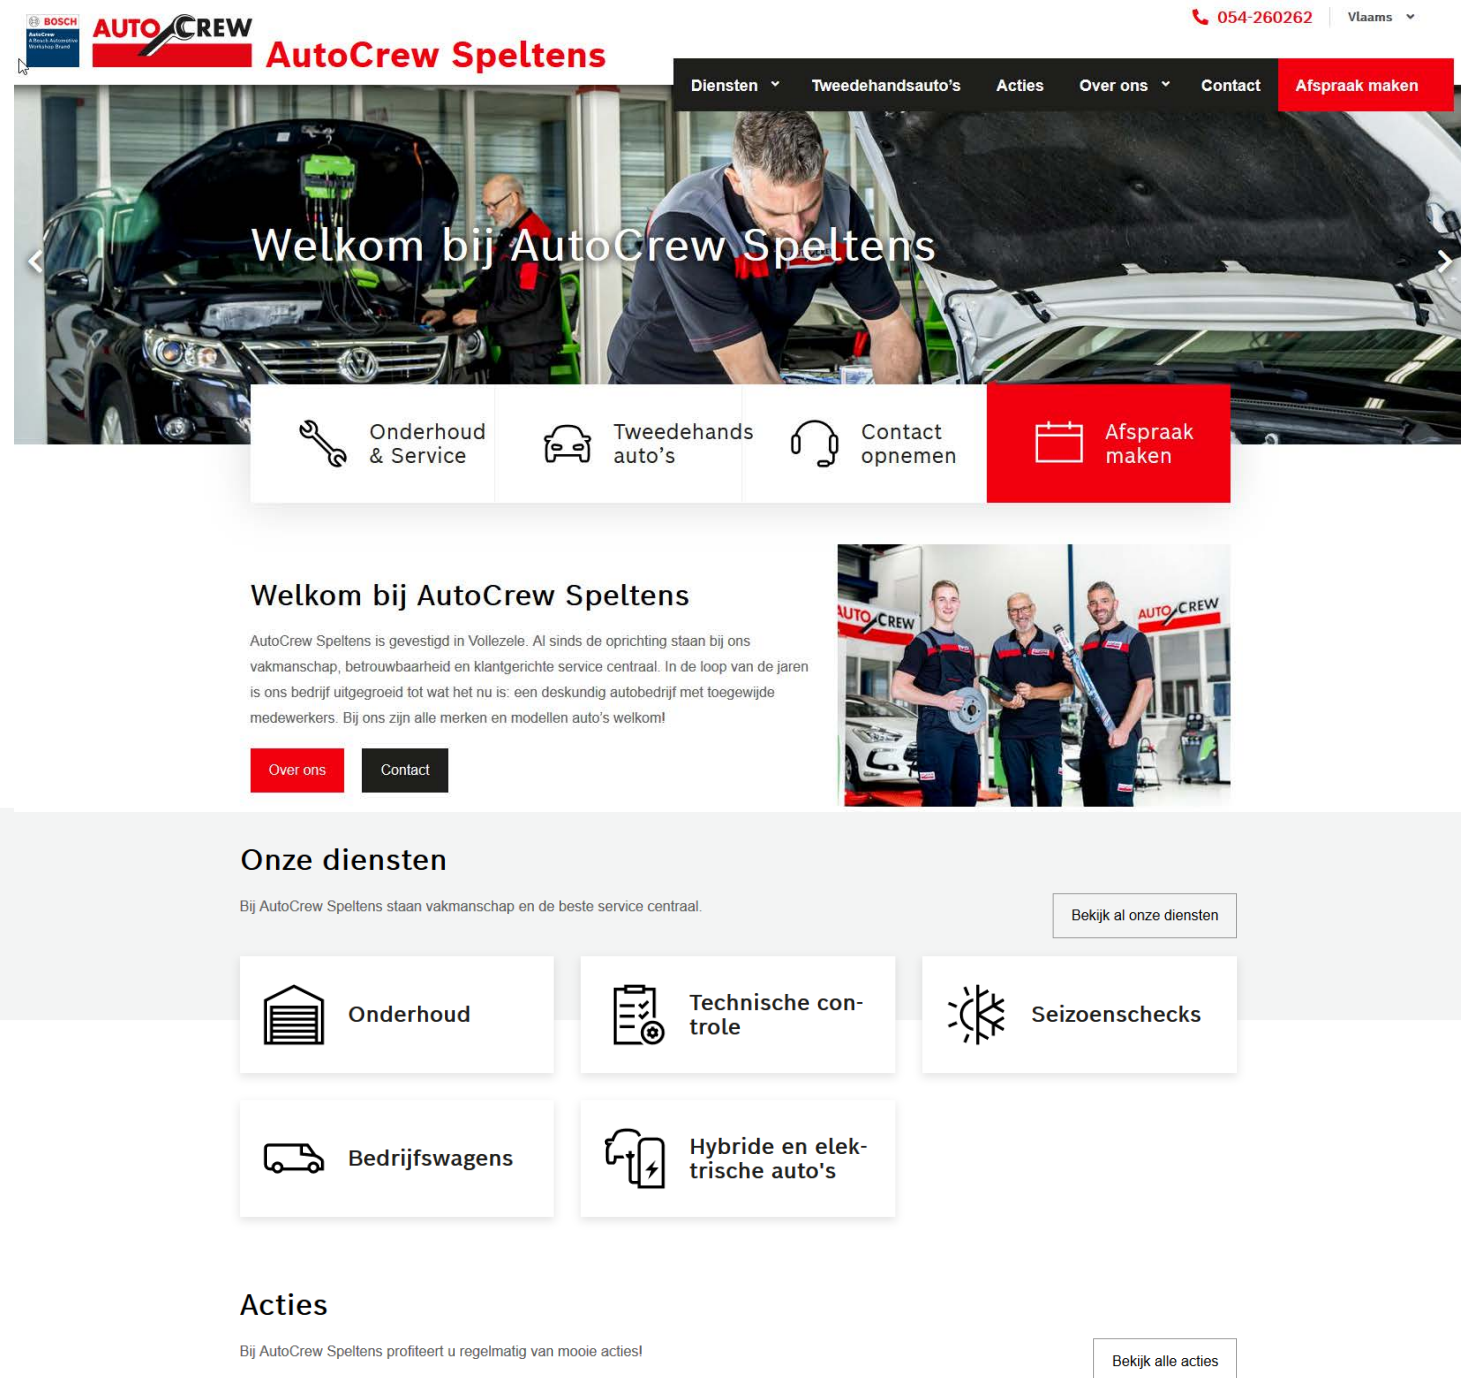 BOSCH
AutoCrew
A Bosch Automotive
Workshop Brand
AUTO CREW
AutoCrew Speltens
054-260262
Vlaams
Diensten
Tweedehandsauto's
Acties
Over ons
Contact
Afspraak maken
Welkom bij AutoCrew Speltens
Onderhoud
& Service
Tweedehands
auto's
Contact
opnemen
Afspraak
maken
Welkom bij AutoCrew Speltens
AutoCrew Speltens is gevestigd in Vollezele. Al sinds de oprichting staan bij ons
vakmanschap, betrouwbaarheid en klantgerichte service centraal. In de loop van de jaren
is ons bedrijf uitgegroeid tot wat het nu is: een deskundig autobedrijf met toegewijde
medewerkers. Bij ons zijn alle merken en modellen auto's welkom!
Over ons
Contact
AUTO CREW
AUTO CREW
Onze diensten
Bij AutoCrew Speltens staan vakmanschap en de beste service centraal.
Bekijk al onze diensten
Onderhoud
Technische con-
trole
Seizoenschecks
Bedrijfswagens
Hybride en elek-
trische auto's
Acties
Bij AutoCrew Speltens profiteert u regelmatig van mooie acties!
Bekijk alle acties